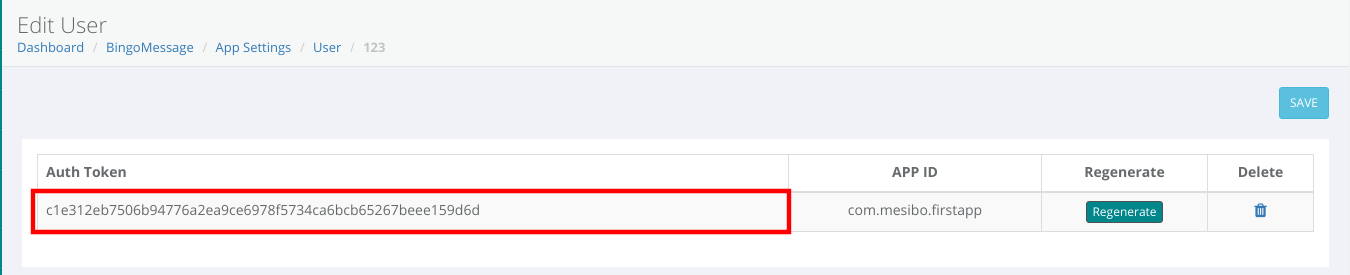 Edit User
Dashboard / BingoMessage / App Settings / User / 123
SAVE
Auth Token APP ID Regenerate Delete
c1e312eb7506b94776a2ea9ce6978f5734ca6bcb65267beee159d6d com.mesibo.firstapp Regenerate